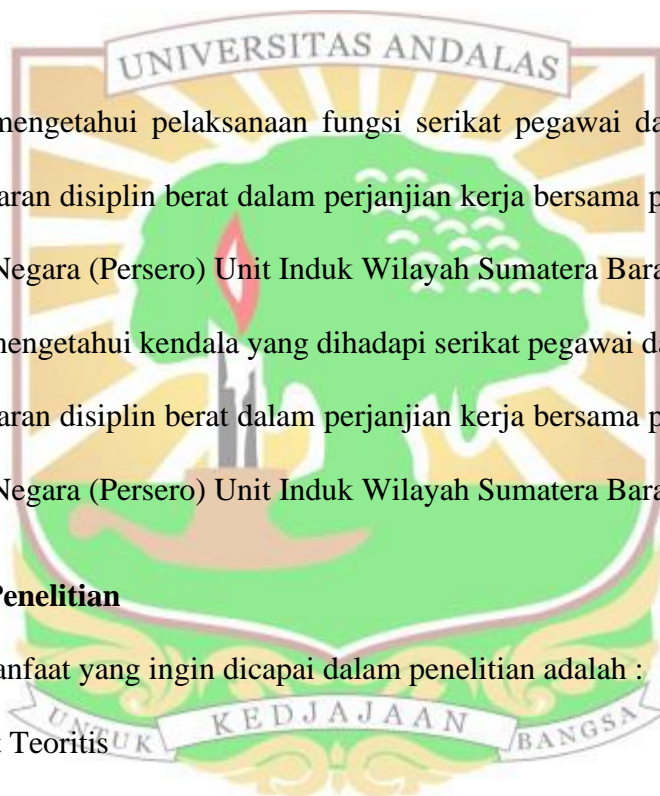 UNIVERSITAS ANDALAS
mengetahui pelaksanaan fungsi serikat pegawai da
aran disiplin berat dalam perjanjian kerja bersama p
Negara (Persero) Unit Induk Wilayah Sumatera Bara
mengetahui kendala yang dihadapi serikat pegawai da
aran disiplin berat dalam perjanjian kerja bersama p
Negara (Persero) Unit Induk Wilayah Sumatera Bara
Penelitian
anfaat yang ingin dicapai dalam penelitian adalah :
UNTUK KEDJAJAAN BANGSA
t Teoritis